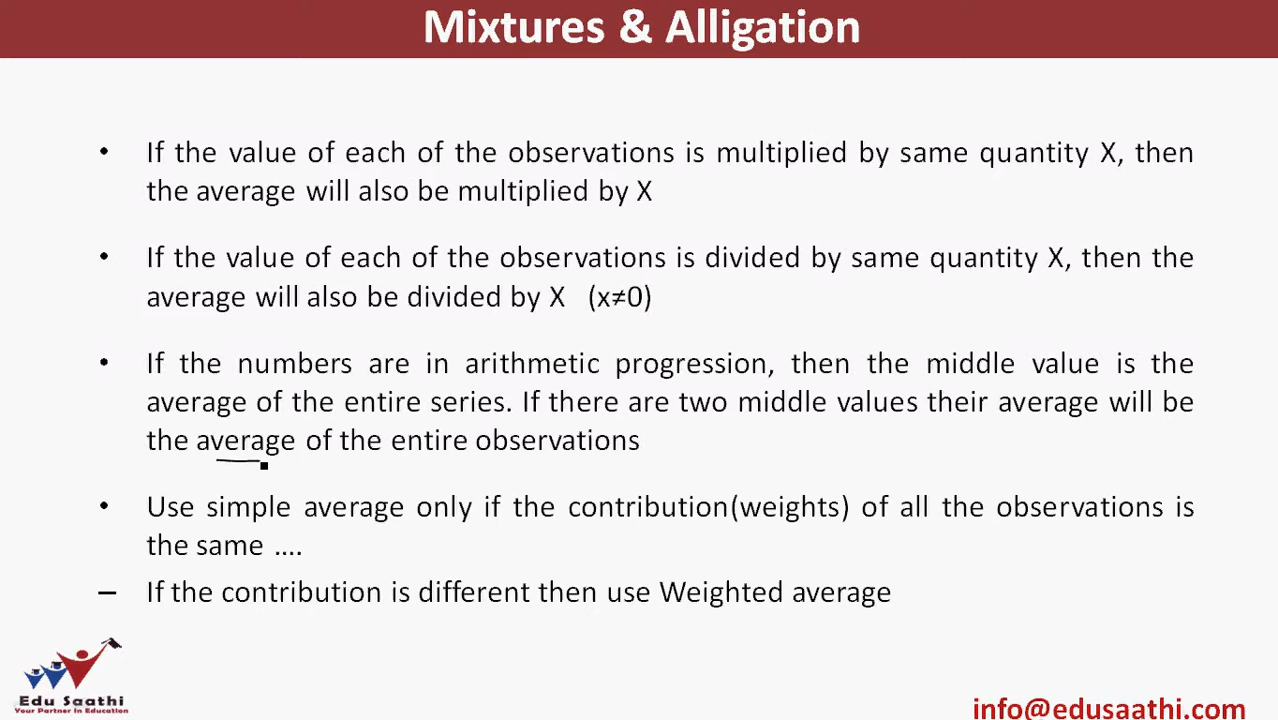 Mixtures & Alligation
• If the value of each of the observations is multiplied by same quantity X, then
the average will also be multiplied by X
• If the value of each of the observations is divided by same quantity X, then the
average will also be divided by X (x≠0)
• If the numbers are in arithmetic progression, then the middle value is the
average of the entire series. If there are two middle values their average will be
the average of the entire observations
• Use simple average only if the contribution(weights) of all the observations is
the same ....
– If the contribution is different then use Weighted average
Edu Saathi
Your Partner in Education
info@edusaathi.com